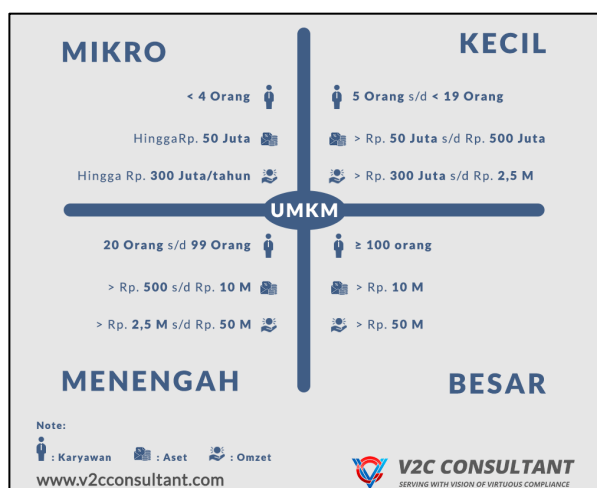 MIKRO
< 4 Orang
HinggaRp. 50 Juta
Hingga Rp. 300 Juta/tahun
KECIL
5 Orang s/d < 19 Orang
> Rp. 50 Juta s/d Rp. 500 Juta
> Rp. 300 Juta s/d Rp. 2,5 M
UMKM
20 Orang s/d 99 Orang
> Rp. 500 s/d Rp. 10 M
> Rp. 2,5 M s/d Rp. 50 M
MENENGAH
≥ 100 orang
> Rp. 10 M
> Rp. 50 M
BESAR
Note:
: Karyawan : Aset : Omzet
www.v2cconsultant.com
V2C CONSULTANT
SERVING WITH VISION OF VIRTUOUS COMPLIANCE